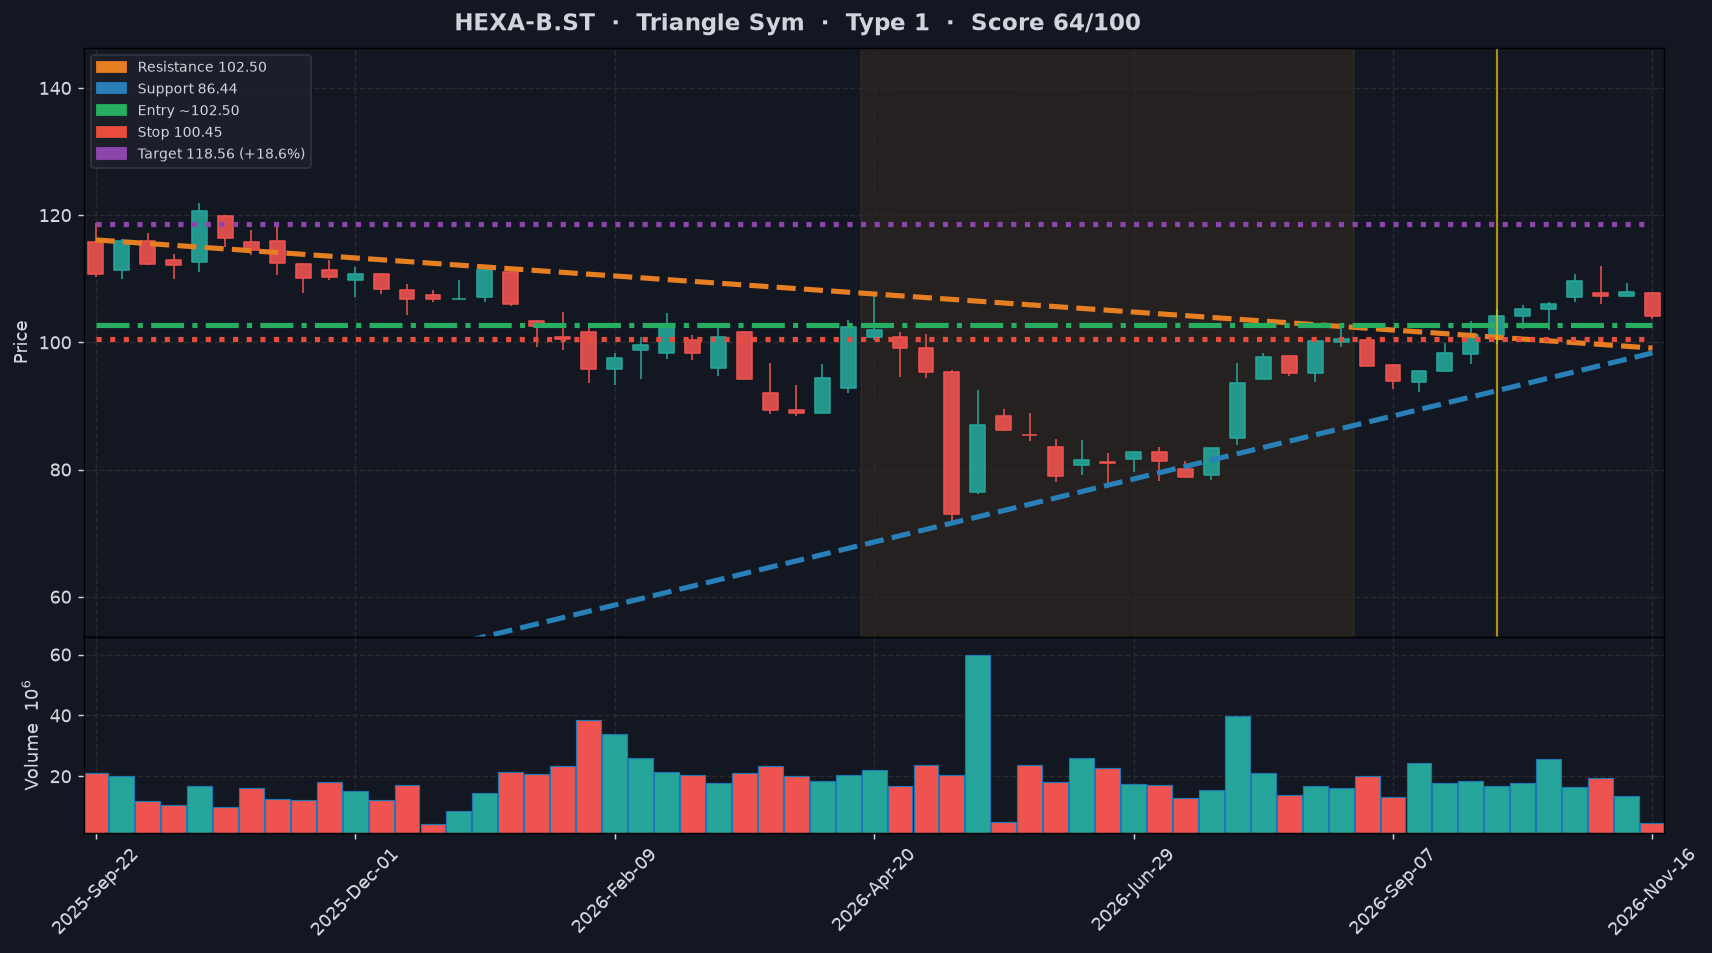 HEXA-B.ST · Triangle Sym · Type 1 · Score 64/100
Resistance 102.50
Support 86.44
Entry ~102.50
Stop 100.45
Target 118.56 (+18.6%)
Price
140
120
100
80
60
Volume 10⁶
60
40
20
2025-Sep-22
2025-Dec-01
2026-Feb-09
2026-Apr-20
2026-Jun-29
2026-Sep-07
2026-Nov-16